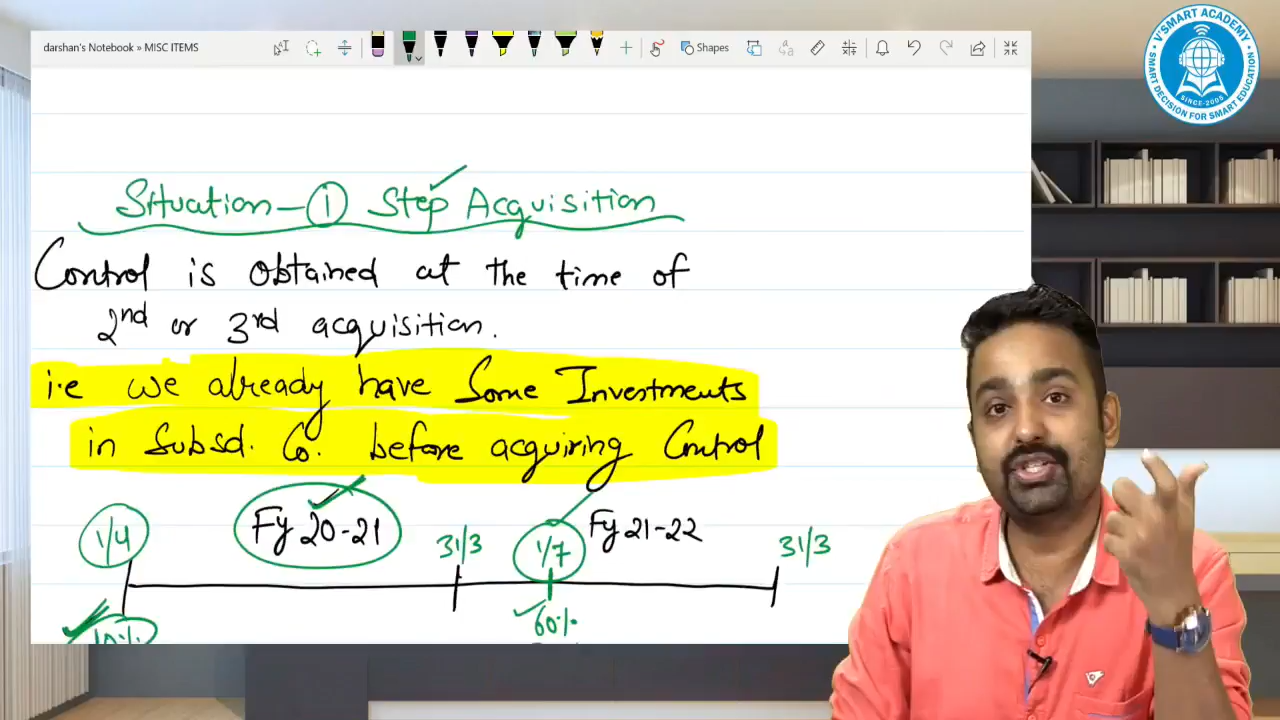 darshan's Notebook » MISC ITEMS
Shapes
V'SMART ACADEMY
SMART DECISION FOR SMART EDUCATION
SINCE-2005
Situation - 1 Step Acquisition
Control is obtained at the time of
2nd or 3rd acquisition.
i.e we already have Some Investments
in Subsd. Co. before acquiring Control
1/4 Fy 20-21 31/3 1/7 Fy 21-22 31/3
60%